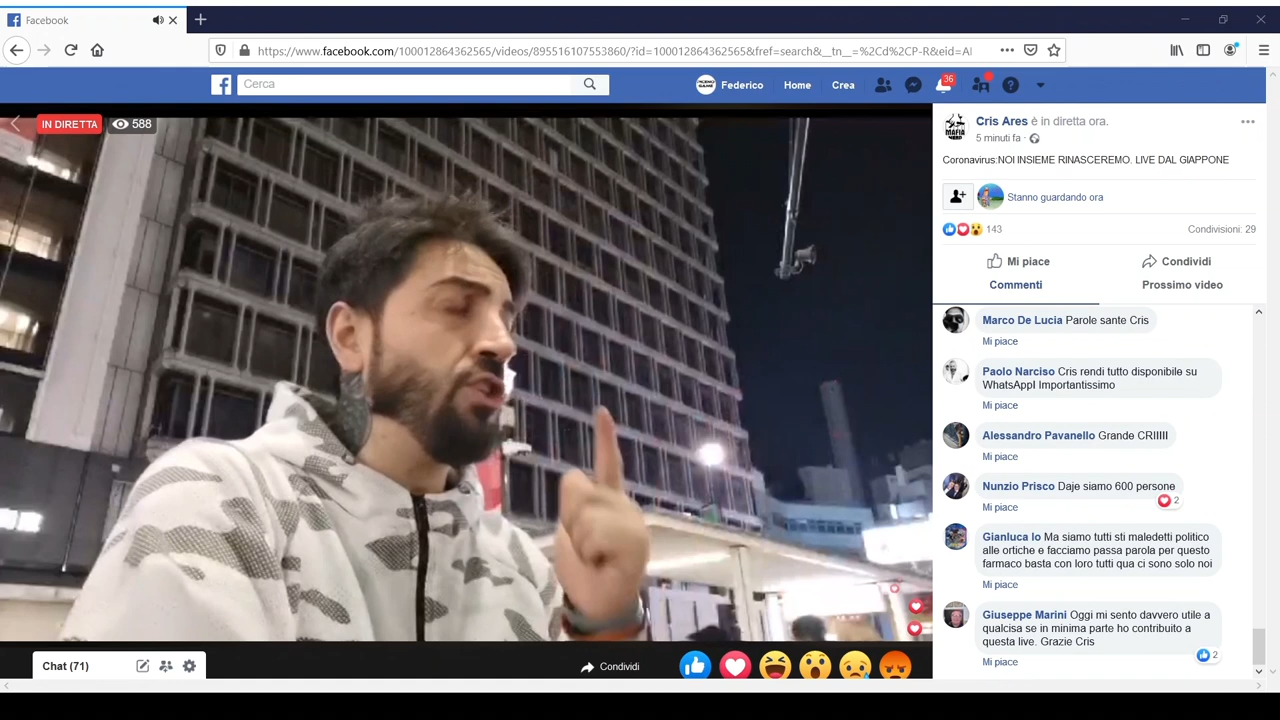 Facebook
https://www.facebook.com/100012864362565/videos/895516107553860/?id=100012864362565&fref=search&__tn__=%2Cd%2CP-R&eid=AI
Cerca
Federico
Home
Crea
36
IN DIRETTA
588
MAFIA
Cris Ares è in diretta ora.
5 minuti fa ·
Coronavirus:NOI INSIEME RINASCEREMO. LIVE DAL GIAPPONE
Stanno guardando ora
143
Condivisioni: 29
Mi piace
Condividi
Commenti
Prossimo video
Marco De Lucia Parole sante Cris
Mi piace
Paolo Narciso Cris rendi tutto disponibile su
WhatsAppI Importantissimo
Mi piace
Alessandro Pavanello Grande CRIIIII
Mi piace
Nunzio Prisco Daje siamo 600 persone
2
Mi piace
Gianluca Io Ma siamo tutti sti maledetti politico
alle ortiche e facciamo passa parola per questo
farmaco basta con loro tutti qua ci sono solo noi
Mi piace
Giuseppe Marini Oggi mi sento davvero utile a
qualcisa se in minima parte ho contribuito a
questa live. Grazie Cris
2
Mi piace
Chat (71)
Condividi